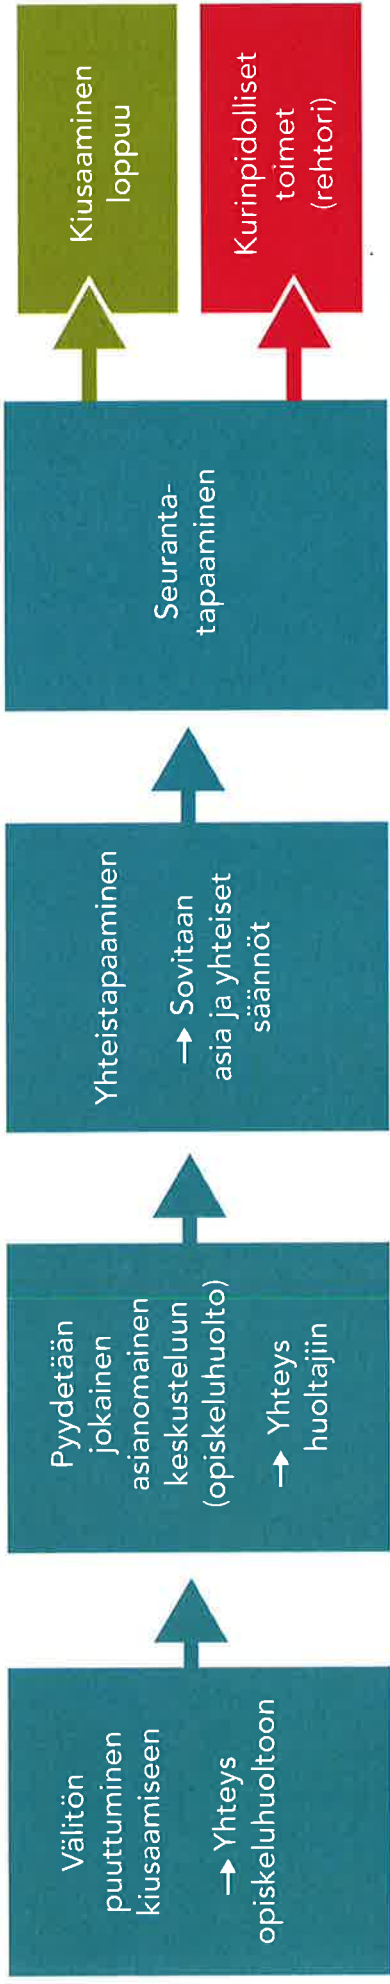 Välitön
puuttuminen
kiusaamiseen
→ Yhteys
opiskeluhuoltoon
Pyydetään
jokainen
asianomainen
keskusteluun
(opiskeluhuolto)
→ Yhteys
huoltajiin
Yhteistapaaminen
→ Sovitaan
asia ja yhteiset
säännöt
Seuranta-
tapaaminen
Kiusaaminen
loppuu
Kurinpidolliset
toimet
(rehtori)